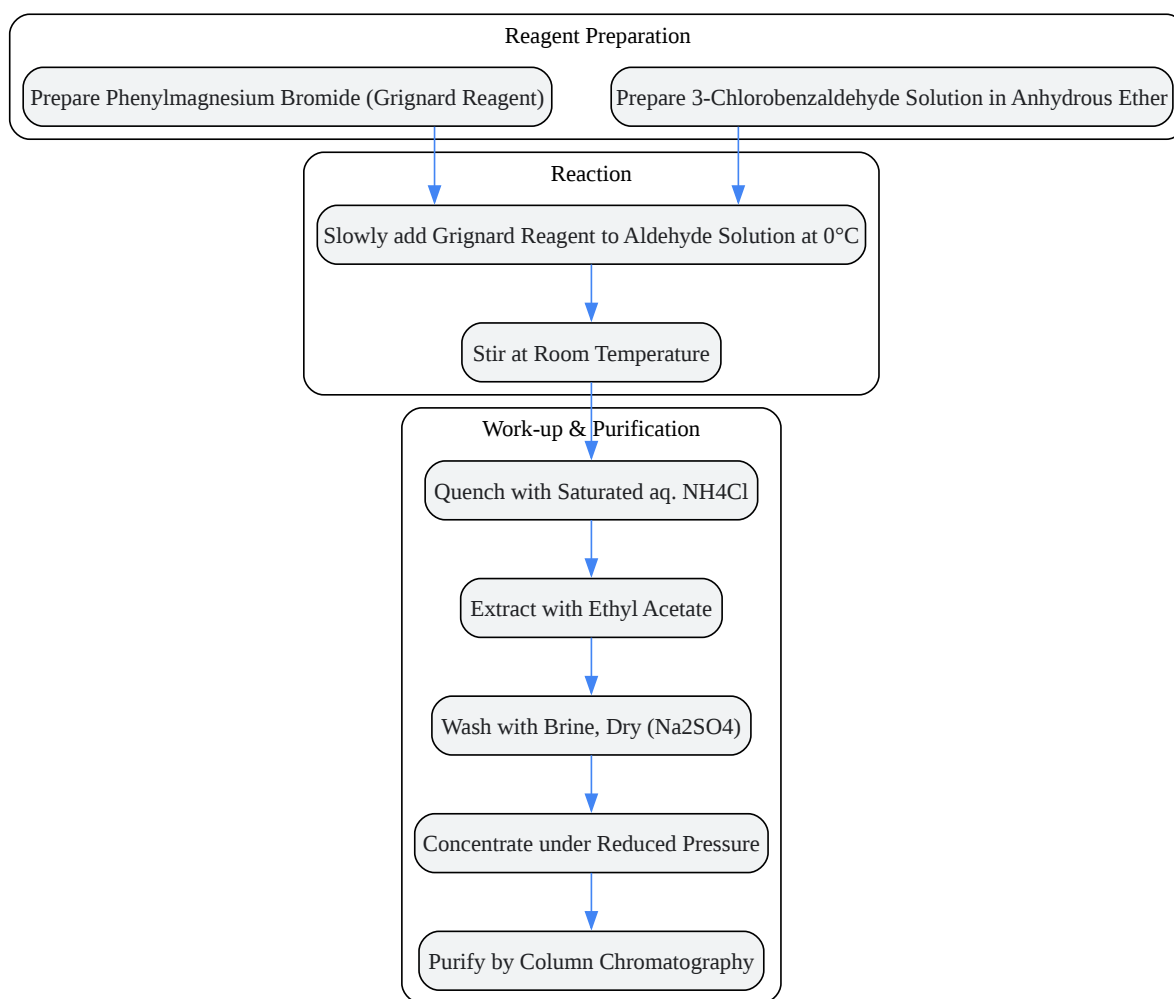 Reagent Preparation
Prepare Phenylmagnesium Bromide (Grignard Reagent)
Prepare 3-Chlorobenzaldehyde Solution in Anhydrous Ether
Reaction
Slowly add Grignard Reagent to Aldehyde Solution at 0°C
Stir at Room Temperature
Work-up & Purification
Quench with Saturated aq. NH4Cl
Extract with Ethyl Acetate
Wash with Brine, Dry (Na2SO4)
Concentrate under Reduced Pressure
Purify by Column Chromatography